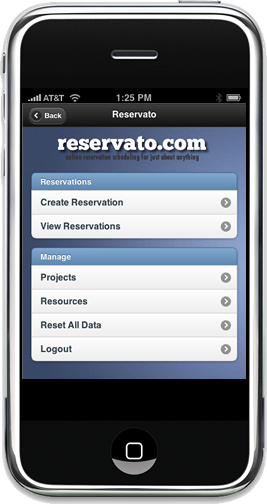 AT&T 1:25 PM
Back Reservato
reservato.com
online reservation scheduling for just about anything
Reservations
Create Reservation
View Reservations
Manage
Projects
Resources
Reset All Data
Logout